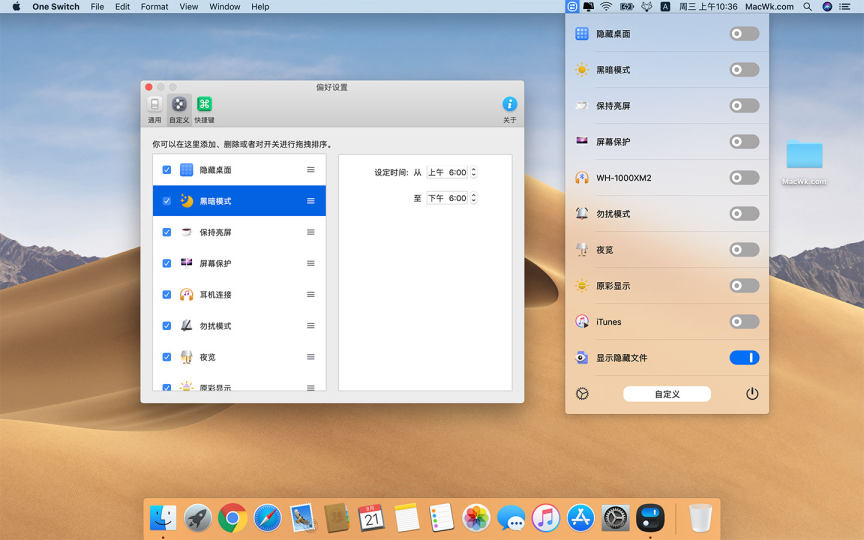 One Switch File Edit Format View Window Help
周三 上午10:36 MacWk.com
偏好设置
通用 自定义 快捷键 关于
你可以在这里添加、删除或者对开关进行拖拽排序。
隐藏桌面
黑暗模式
保持亮屏
屏幕保护
耳机连接
勿扰模式
夜览
原彩显示
设定时间: 从 上午 6:00
至 下午 6:00
隐藏桌面
黑暗模式
保持亮屏
屏幕保护
WH-1000XM2
勿扰模式
夜览
原彩显示
iTunes
显示隐藏文件
自定义
MacWk.com
21